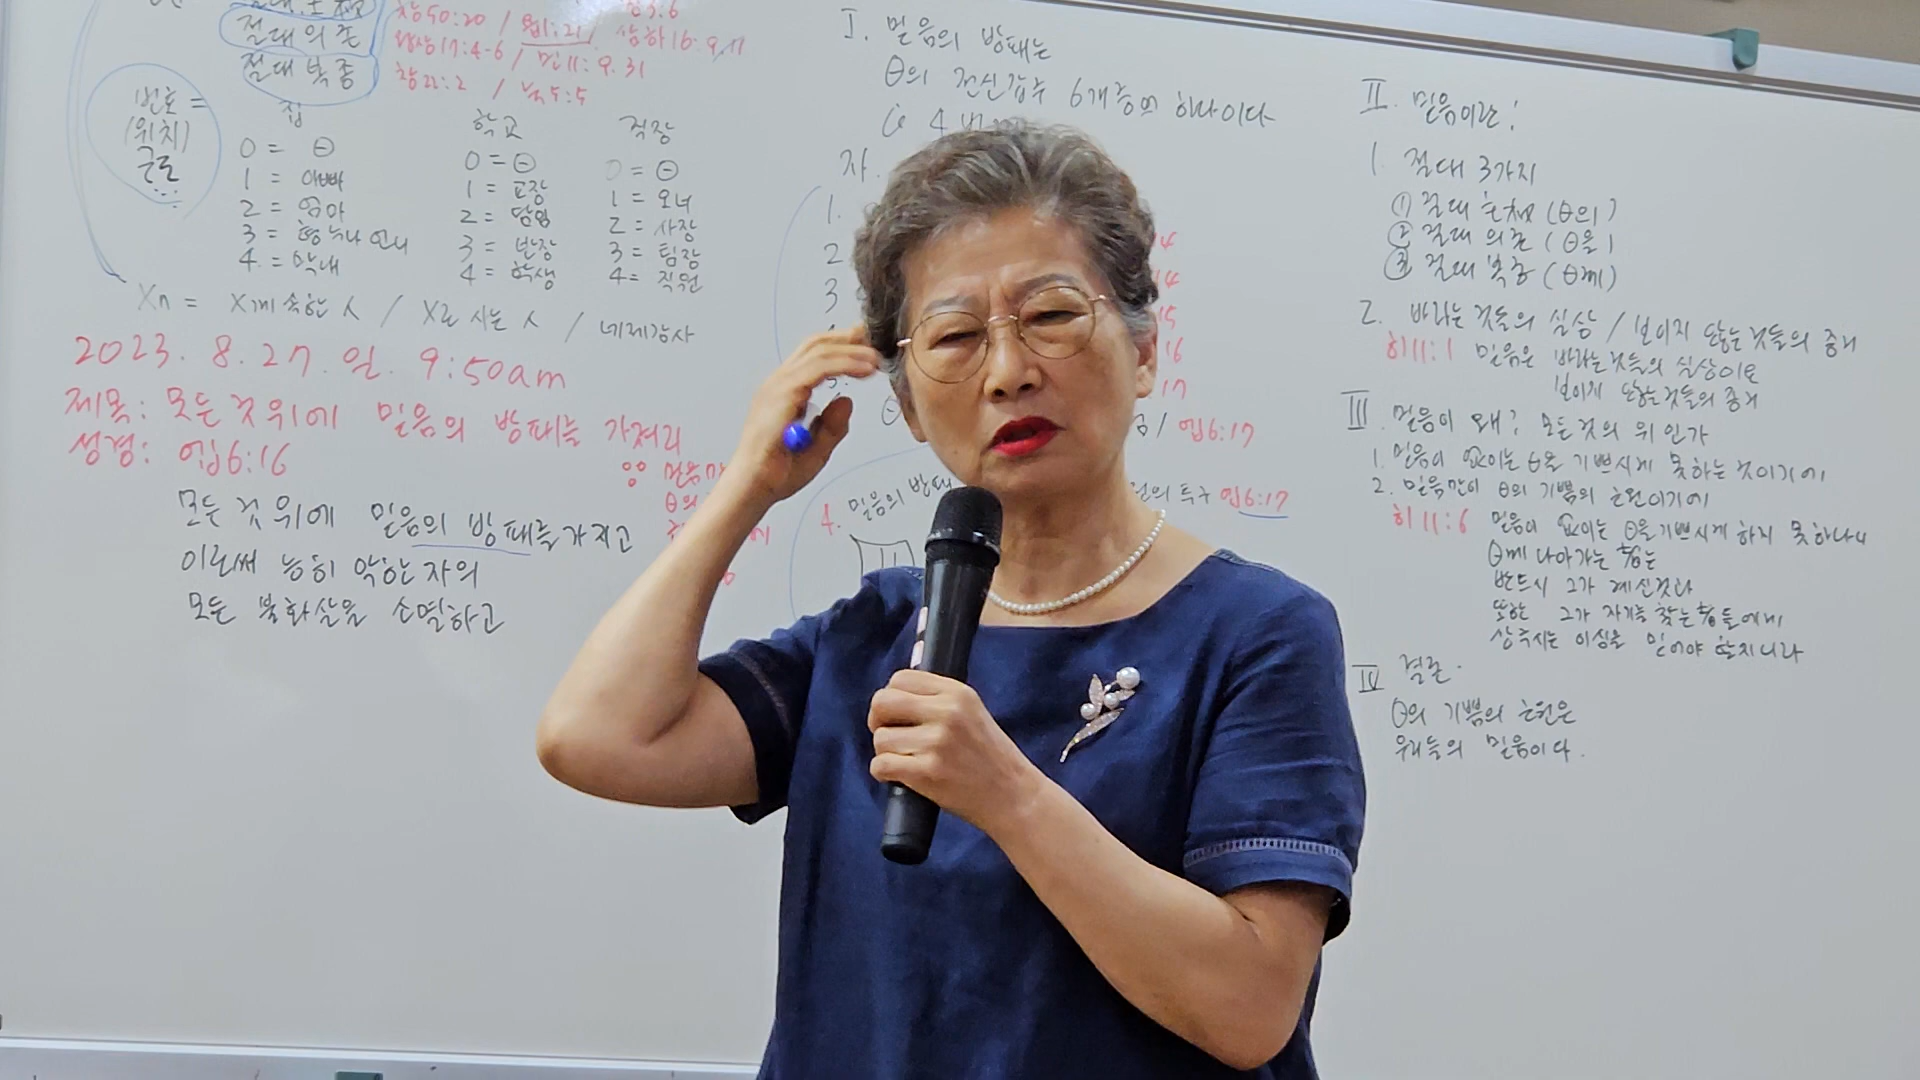 절대 의존
절대 복종
창50:20 / 욥1:21 / 삼하16:9,11
삼상17:4-6 / 민11:9.31
창22:2 / 눅5:5
번호 =
(위치)
구도
집
0 = Θ
1 = 아빠
2 = 엄마
3 = 형 누나 언니
4 = 막내
학교
0 = Θ
1 = 교장
2 = 담임
3 = 반장
4 = 학생
직장
0 = Θ
1 = 오너
2 = 사장
3 = 팀장
4 = 직원
Xn = X께 속한 人 / X로 사는 人 / 네 제 감사
2023. 8. 27. 일. 9:50am
제목: 모든 것 위에 믿음의 방패를 가져라
성경: 엡6:16
모든 것 위에 믿음의 방패를 가지고
이로써 능히 악한 자의
모든 불화살을 소멸하고
I. 믿음의 방패는
Θ의 전신갑주 6개 중의 하나이다
1.
2
3
엡6:17
4. 믿음의 방패
의 투구 엡6:17
II. 믿음이란?
1. 절대 3가지
① 절대 주체 (Θ의)
② 절대 의존 (Θ을)
③ 절대 복종 (Θ께)
2. 바라는 것들의 실상 / 보이지 않는 것들의 증거
히11:1 믿음은 바라는 것들의 실상이요
보이지 않는 것들의 증거
III. 믿음이 왜? 모든 것의 위 인가
1. 믿음이 없이는 Θ을 기쁘시게 못하는 것이기에
2. 믿음만이 Θ의 기쁨의 근원이기에
히11:6 믿음이 없이는 Θ을 기쁘시게 하지 못하나니
Θ께 나아가는 者는
반드시 그가 계신것과
또한 그가 자기를 찾는 者들에게
상 주시는 이심을 믿어야 할지니라
IV 결론.
Θ의 기쁨의 근원은
우리들의 믿음이다.